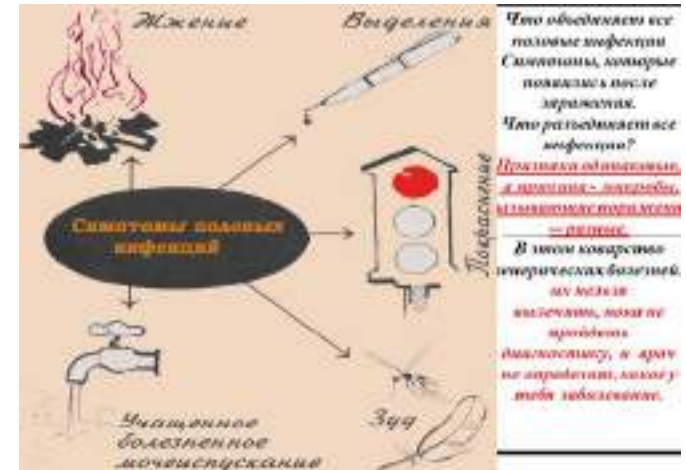 Жжение
Выделения
Покраснение
Симптомы половых
инфекций
Учащенное
болезненное
мочеиспускание
Зуд
Что объединяет все
половые инфекции
Симптомы, которые
появились после
заражения.
Что разъединяет все
инфекции?
Признаки одинаковые,
а причина - микробы,
вызывающие поражения
-- разные.
В этом коварство
венерических болезней,
их нельзя
вылечить, пока не
пройдешь
диагностику, и врач
не определит, какое у
тебя заболевание.